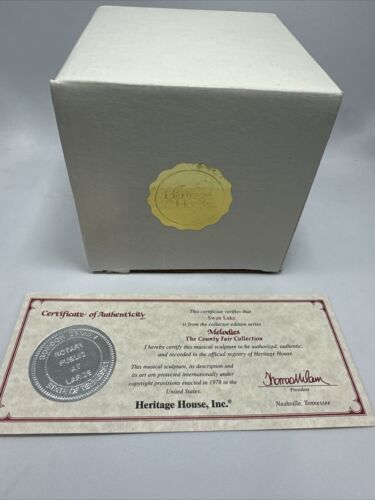 Heritage
House
Certificate of Authenticity
This certificate verifies that
Swan Lake
is from the collector edition series
Melodies
The County Fair Collection
I hereby certify this musical sculpture to be authorized, authentic,
and recorded in the official registry of Heritage House.
This musical sculpture, its description and
its art are protected internationally under
copyright provisions enacted in 1978 in the
United States.
Heritage House, Inc.®
NOTARY
PUBLIC
AT
LARGE
STATE OF TENNESSEE
President
Nashville, Tennessee